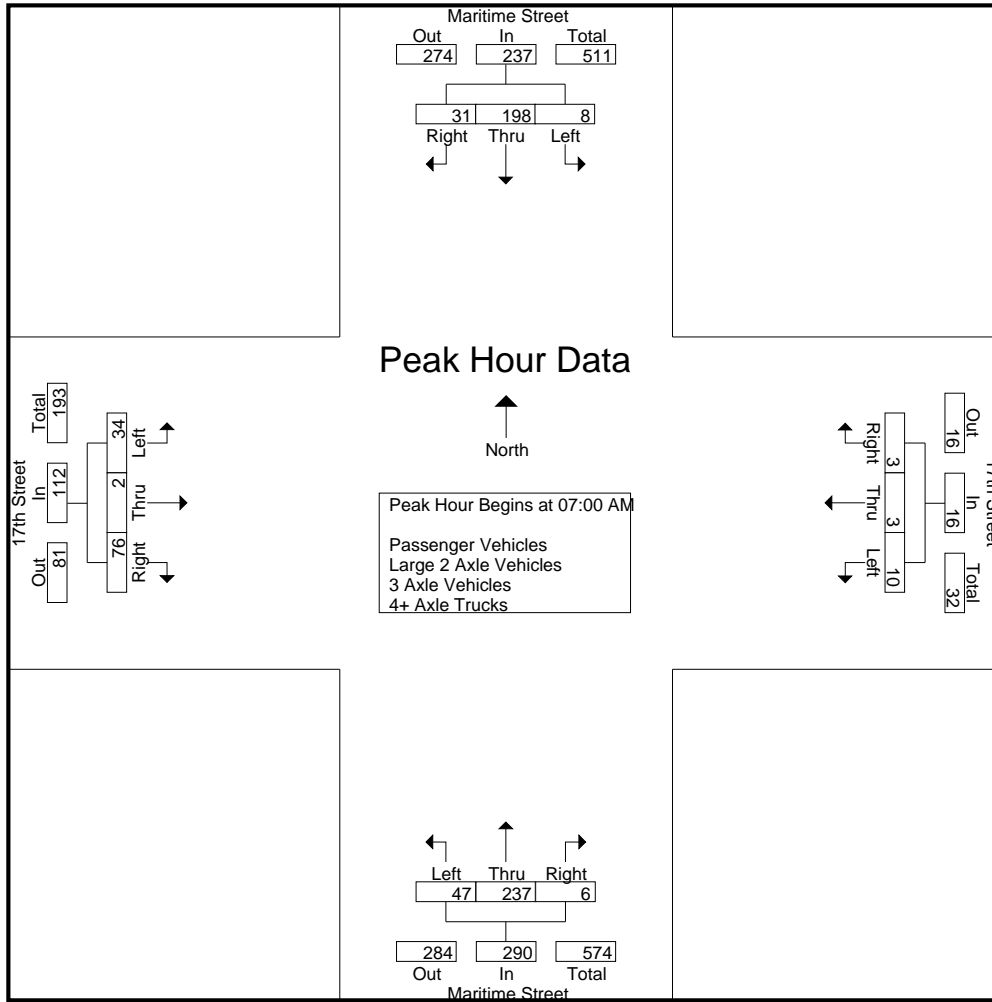 Maritime Street
Out In Total
274 237 511
31 198 8
Right Thru Left
Peak Hour Data
North
Peak Hour Begins at 07:00 AM
Passenger Vehicles
Large 2 Axle Vehicles
3 Axle Vehicles
4+ Axle Trucks
17th Street
Out In Total
81 112 193
76 2 34
Right Thru Left
17th Street
Out In Total
16 16 32
3 3 10
Right Thru Left
Left Thru Right
47 237 6
284 290 574
Out In Total
Maritime Street